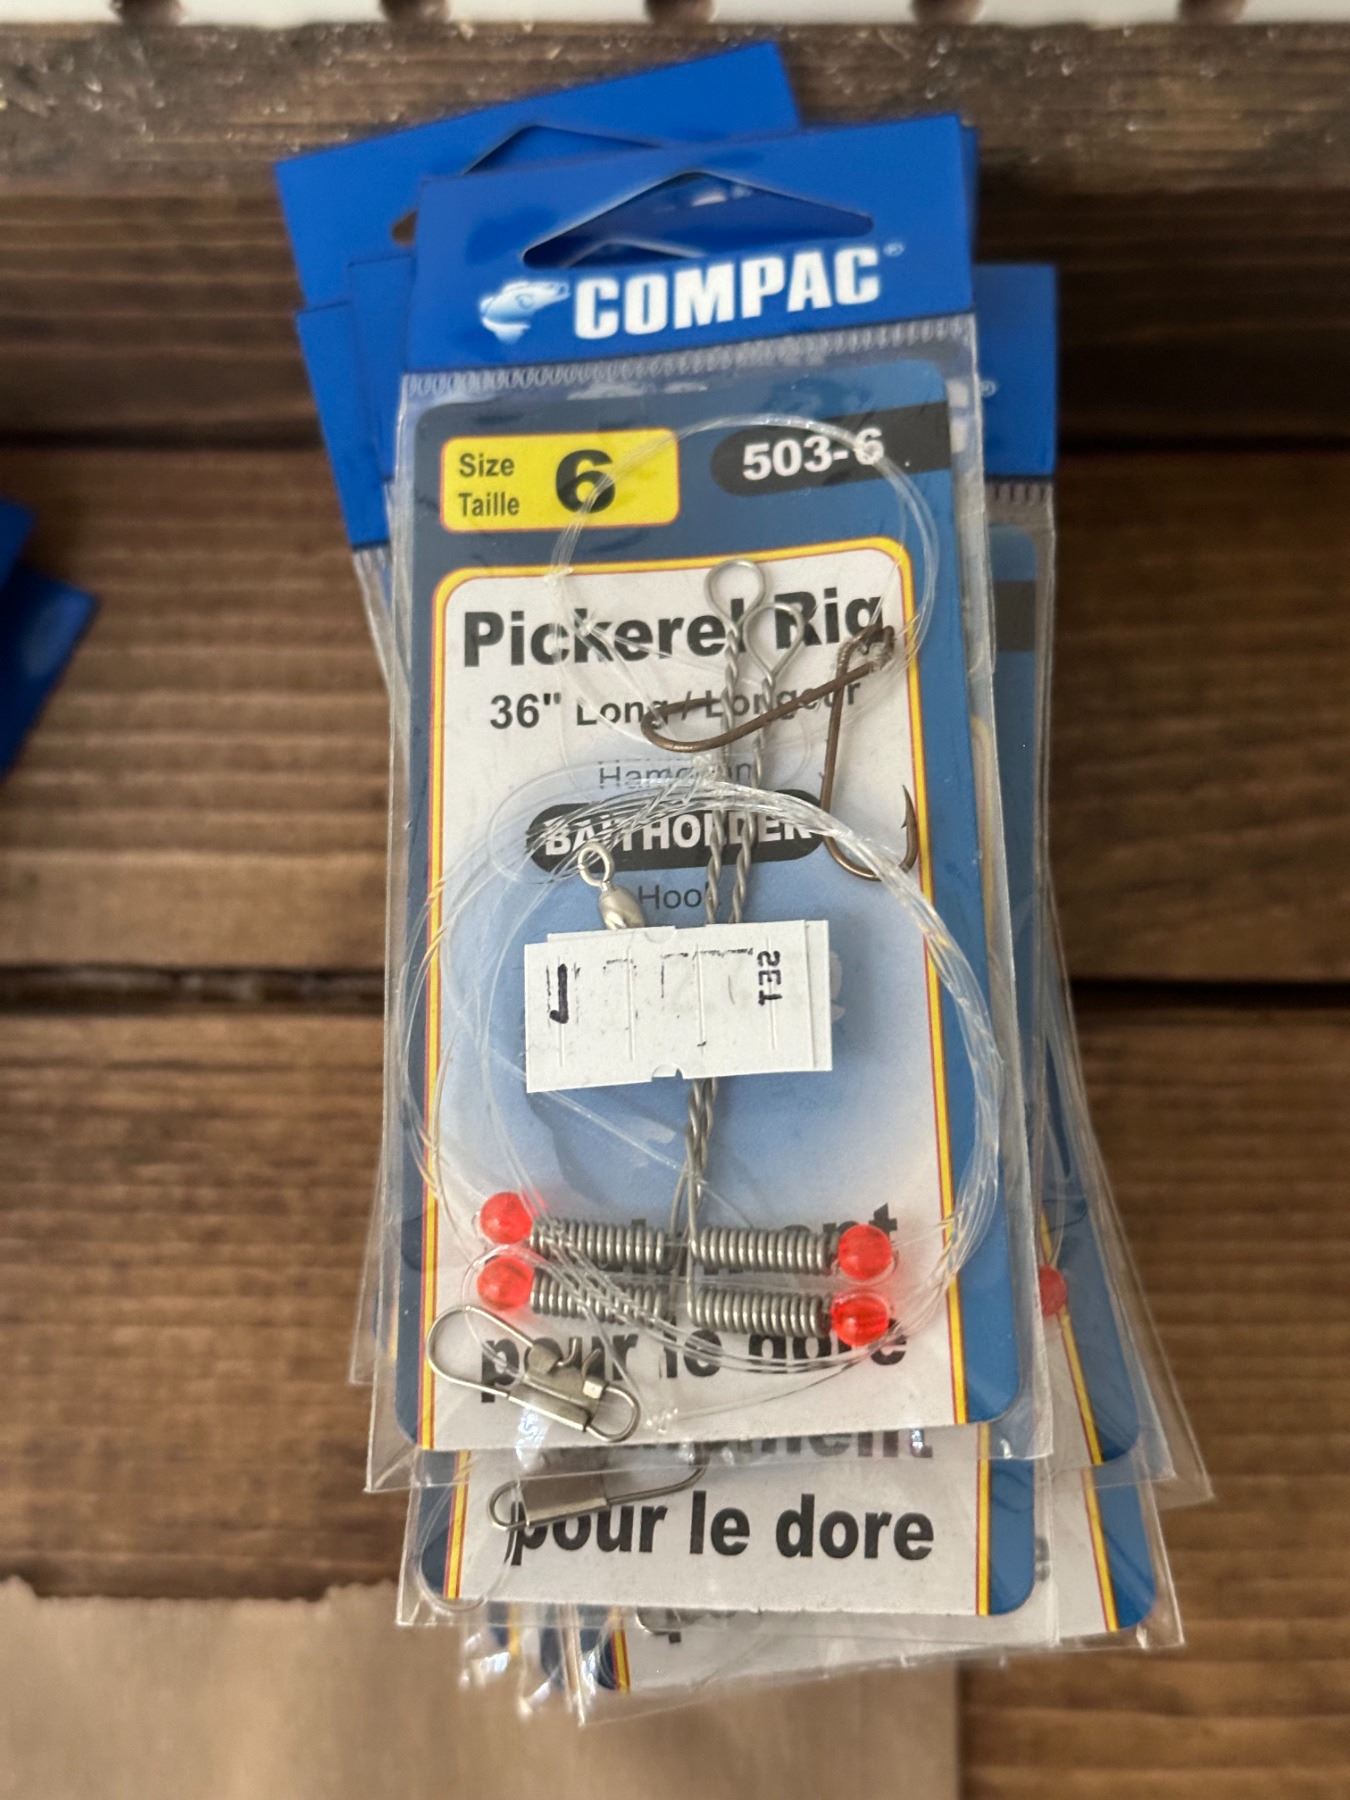 COMPAC
Size
Taille
6
503-6
Pickerel Rig
36" Long / Longeur
BAITHOLDER
Hook
SET
pour le dore
pour le dore